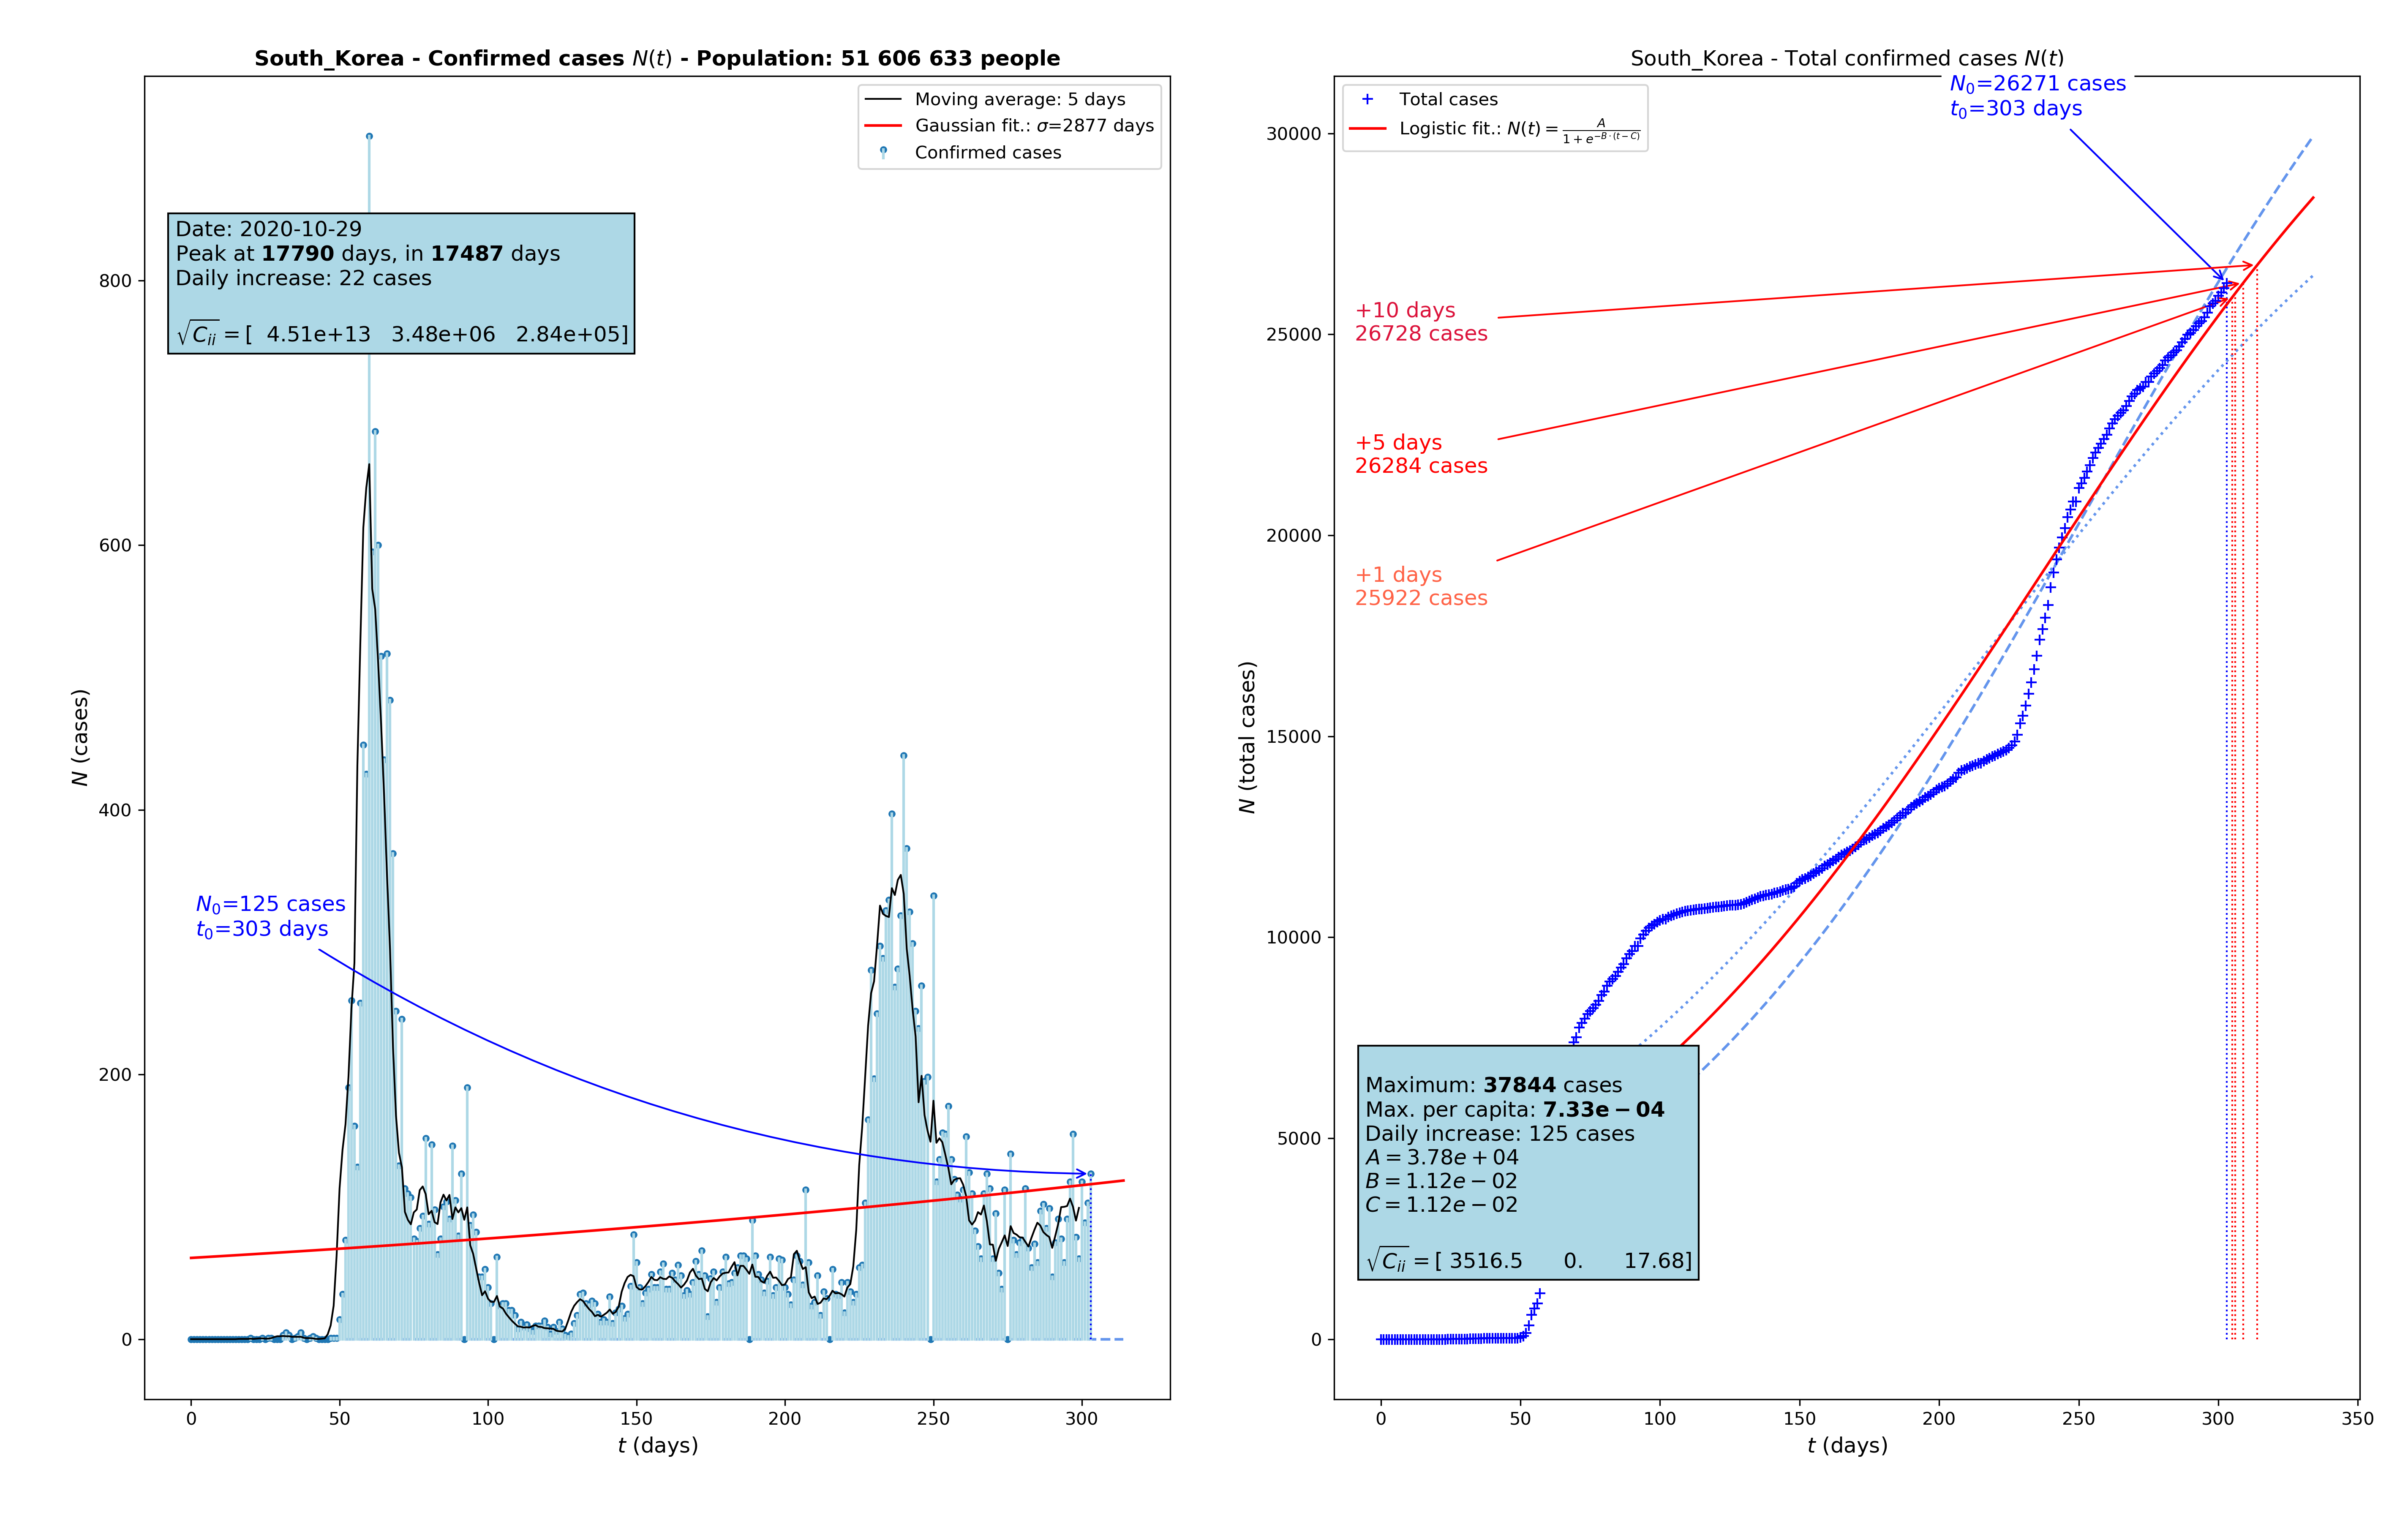 South_Korea - Confirmed cases N(t) - Population: 51 606 633 people
Moving average: 5 days
Gaussian fit.: σ=2877 days
Confirmed cases
Date: 2020-10-29
Peak at 17790 days, in 17487 days
Daily increase: 22 cases
√C_ii = [ 4.51e+13 3.48e+06 2.84e+05]
N_0=125 cases
t_0=303 days
N (cases)
800
600
400
200
0
0 50 100 150 200 250 300
t (days)
South_Korea - Total confirmed cases N(t)
N_0=26271 cases
t_0=303 days
Total cases
Logistic fit.: N(t) = A / (1 + e^{-B·(t-C)})
+10 days
26728 cases
+5 days
26284 cases
+1 days
25922 cases
Maximum: 37844 cases
Max. per capita: 7.33e − 04
Daily increase: 125 cases
A = 3.78e + 04
B = 1.12e − 02
C = 1.12e − 02
√C_ii = [ 3516.5 0. 17.68]
N (total cases)
30000
25000
20000
15000
10000
5000
0
0 50 100 150 200 250 300 350
t (days)